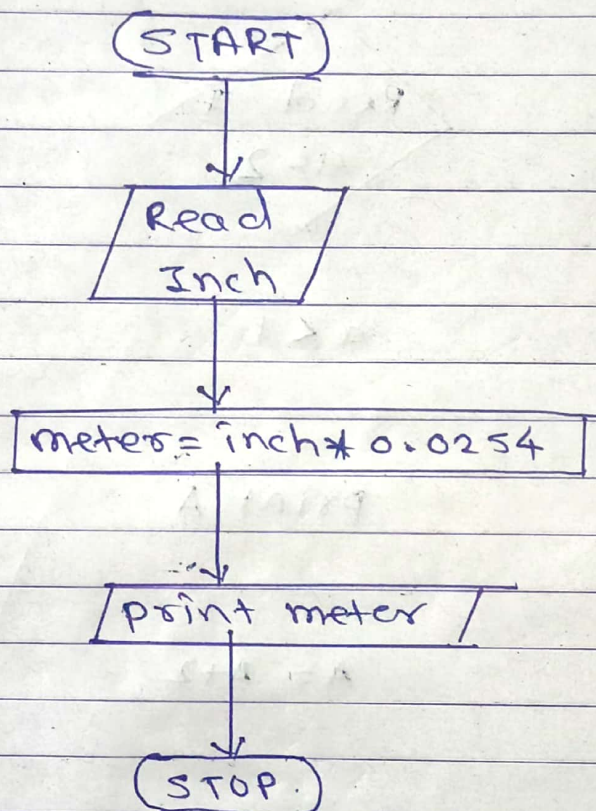 START
Read
Inch
meter = inch * 0.0254
print meter
STOP.